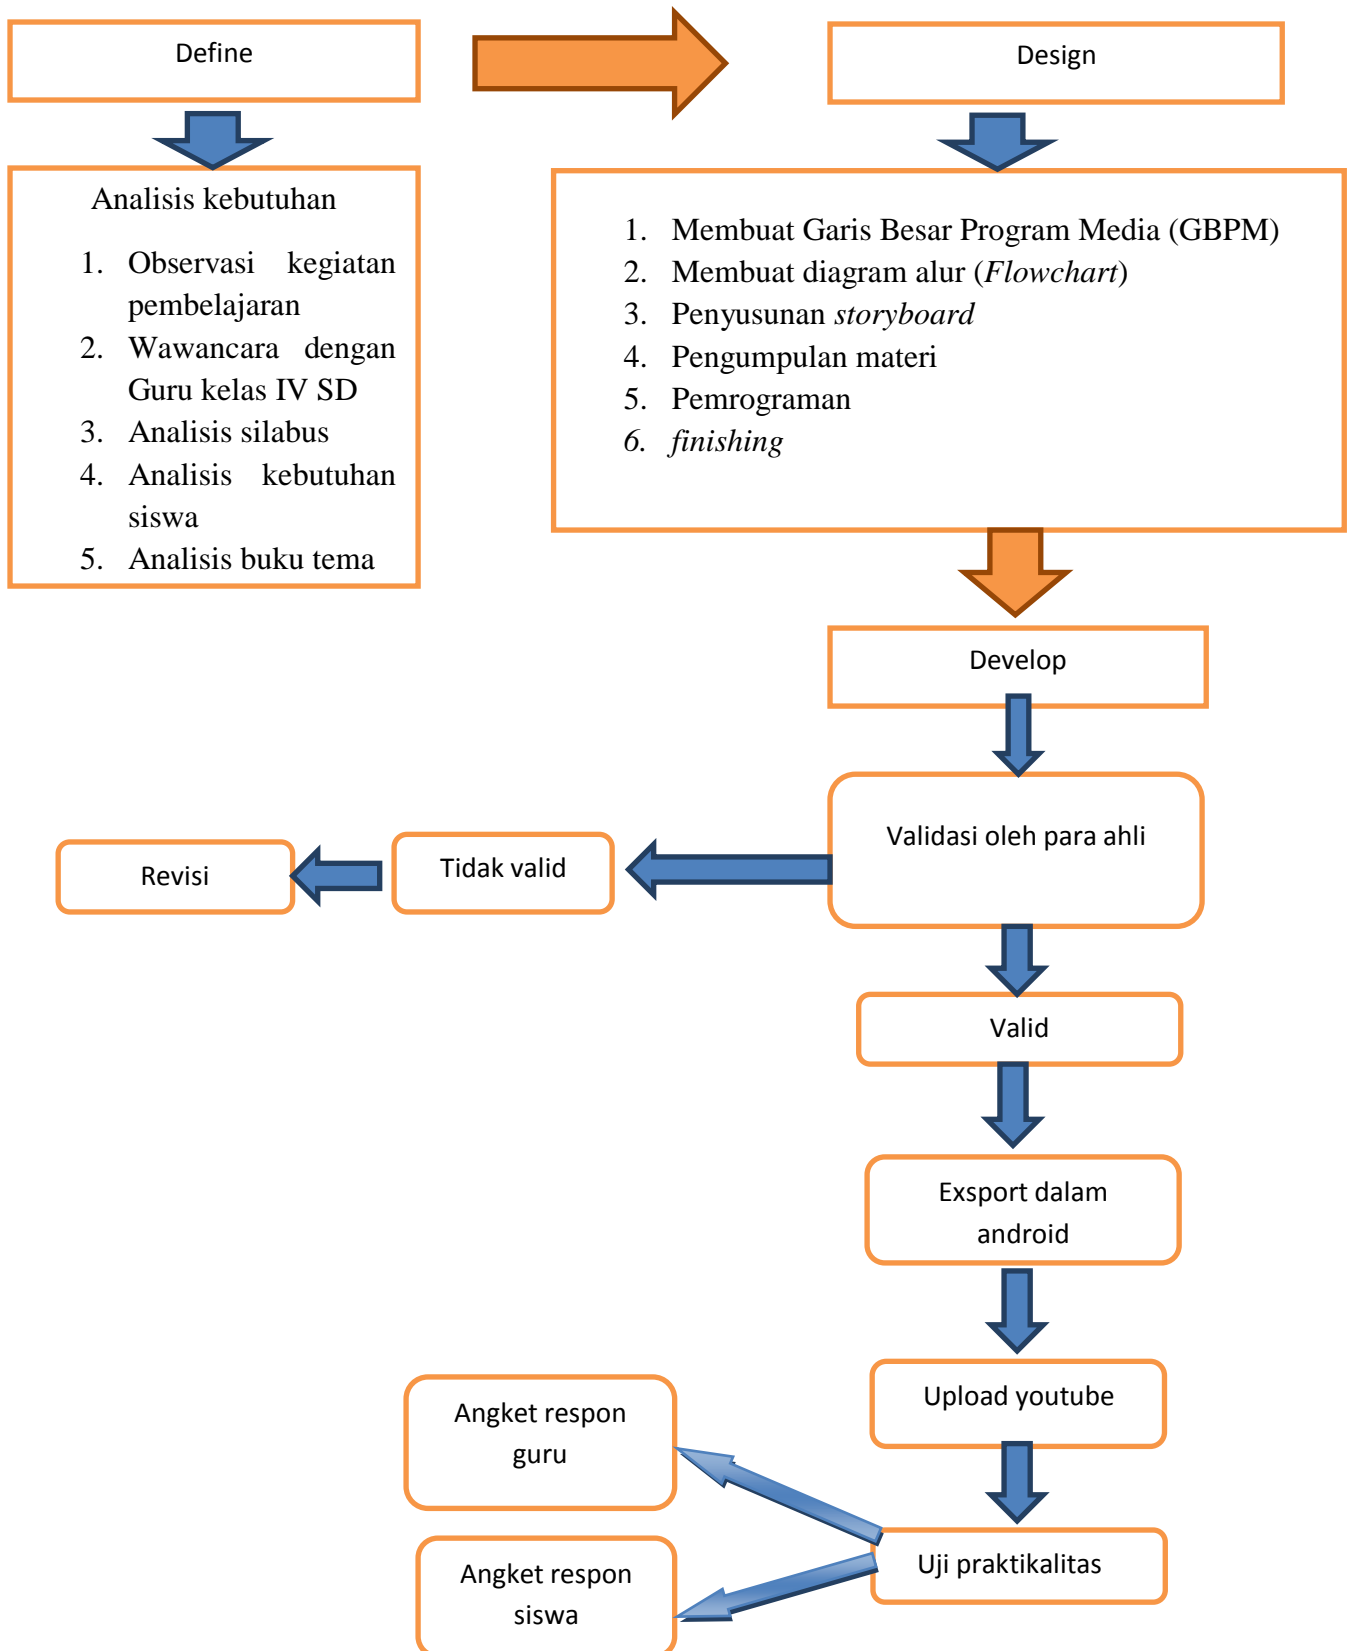 Define
Design
Analisis kebutuhan
1. Observasi kegiatan
pembelajaran
2. Wawancara dengan
Guru kelas IV SD
3. Analisis silabus
4. Analisis kebutuhan
siswa
5. Analisis buku tema
1. Membuat Garis Besar Program Media (GBPM)
2. Membuat diagram alur (Flowchart)
3. Penyusunan storyboard
4. Pengumpulan materi
5. Pemrograman
6. finishing
Develop
Validasi oleh para ahli
Tidak valid
Revisi
Valid
Exsport dalam
android
Upload youtube
Uji praktikalitas
Angket respon
guru
Angket respon
siswa